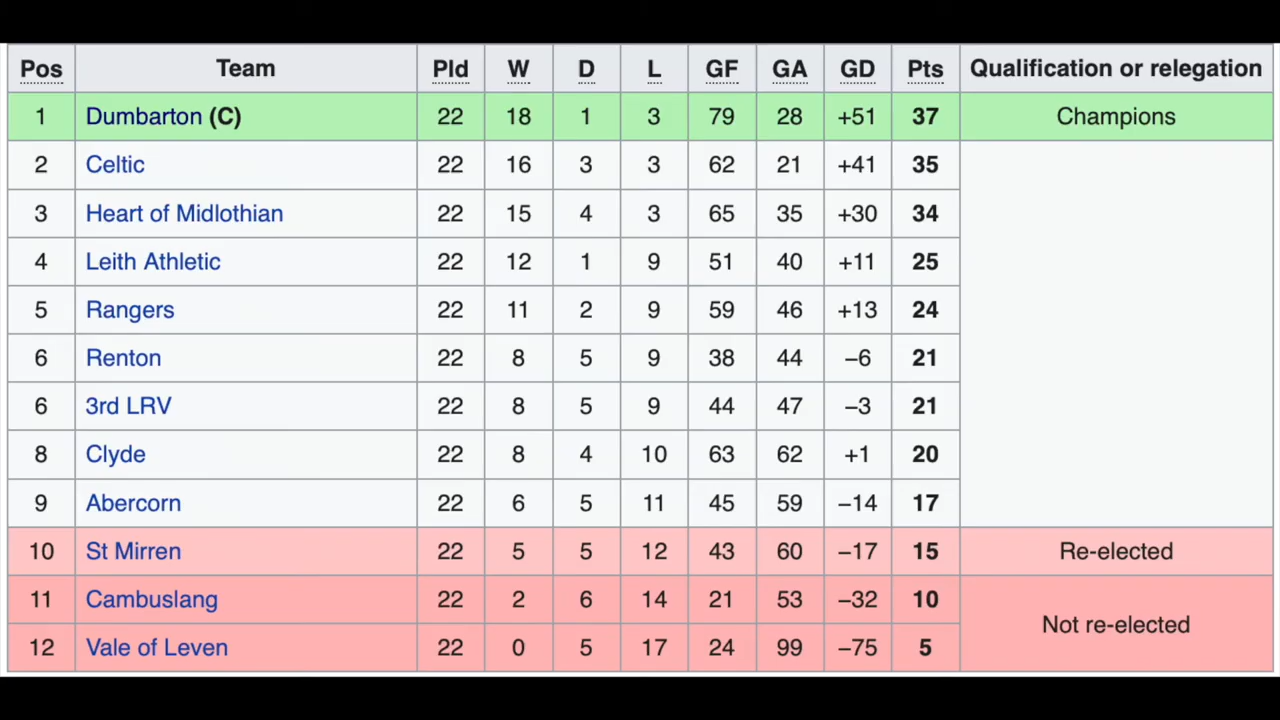 Pos Team Pld W D L GF GA GD Pts Qualification or relegation
1 Dumbarton (C) 22 18 1 3 79 28 +51 37 Champions
2 Celtic 22 16 3 3 62 21 +41 35
3 Heart of Midlothian 22 15 4 3 65 35 +30 34
4 Leith Athletic 22 12 1 9 51 40 +11 25
5 Rangers 22 11 2 9 59 46 +13 24
6 Renton 22 8 5 9 38 44 −6 21
6 3rd LRV 22 8 5 9 44 47 −3 21
8 Clyde 22 8 4 10 63 62 +1 20
9 Abercorn 22 6 5 11 45 59 −14 17
10 St Mirren 22 5 5 12 43 60 −17 15 Re-elected
11 Cambuslang 22 2 6 14 21 53 −32 10
Not re-elected
12 Vale of Leven 22 0 5 17 24 99 −75 5